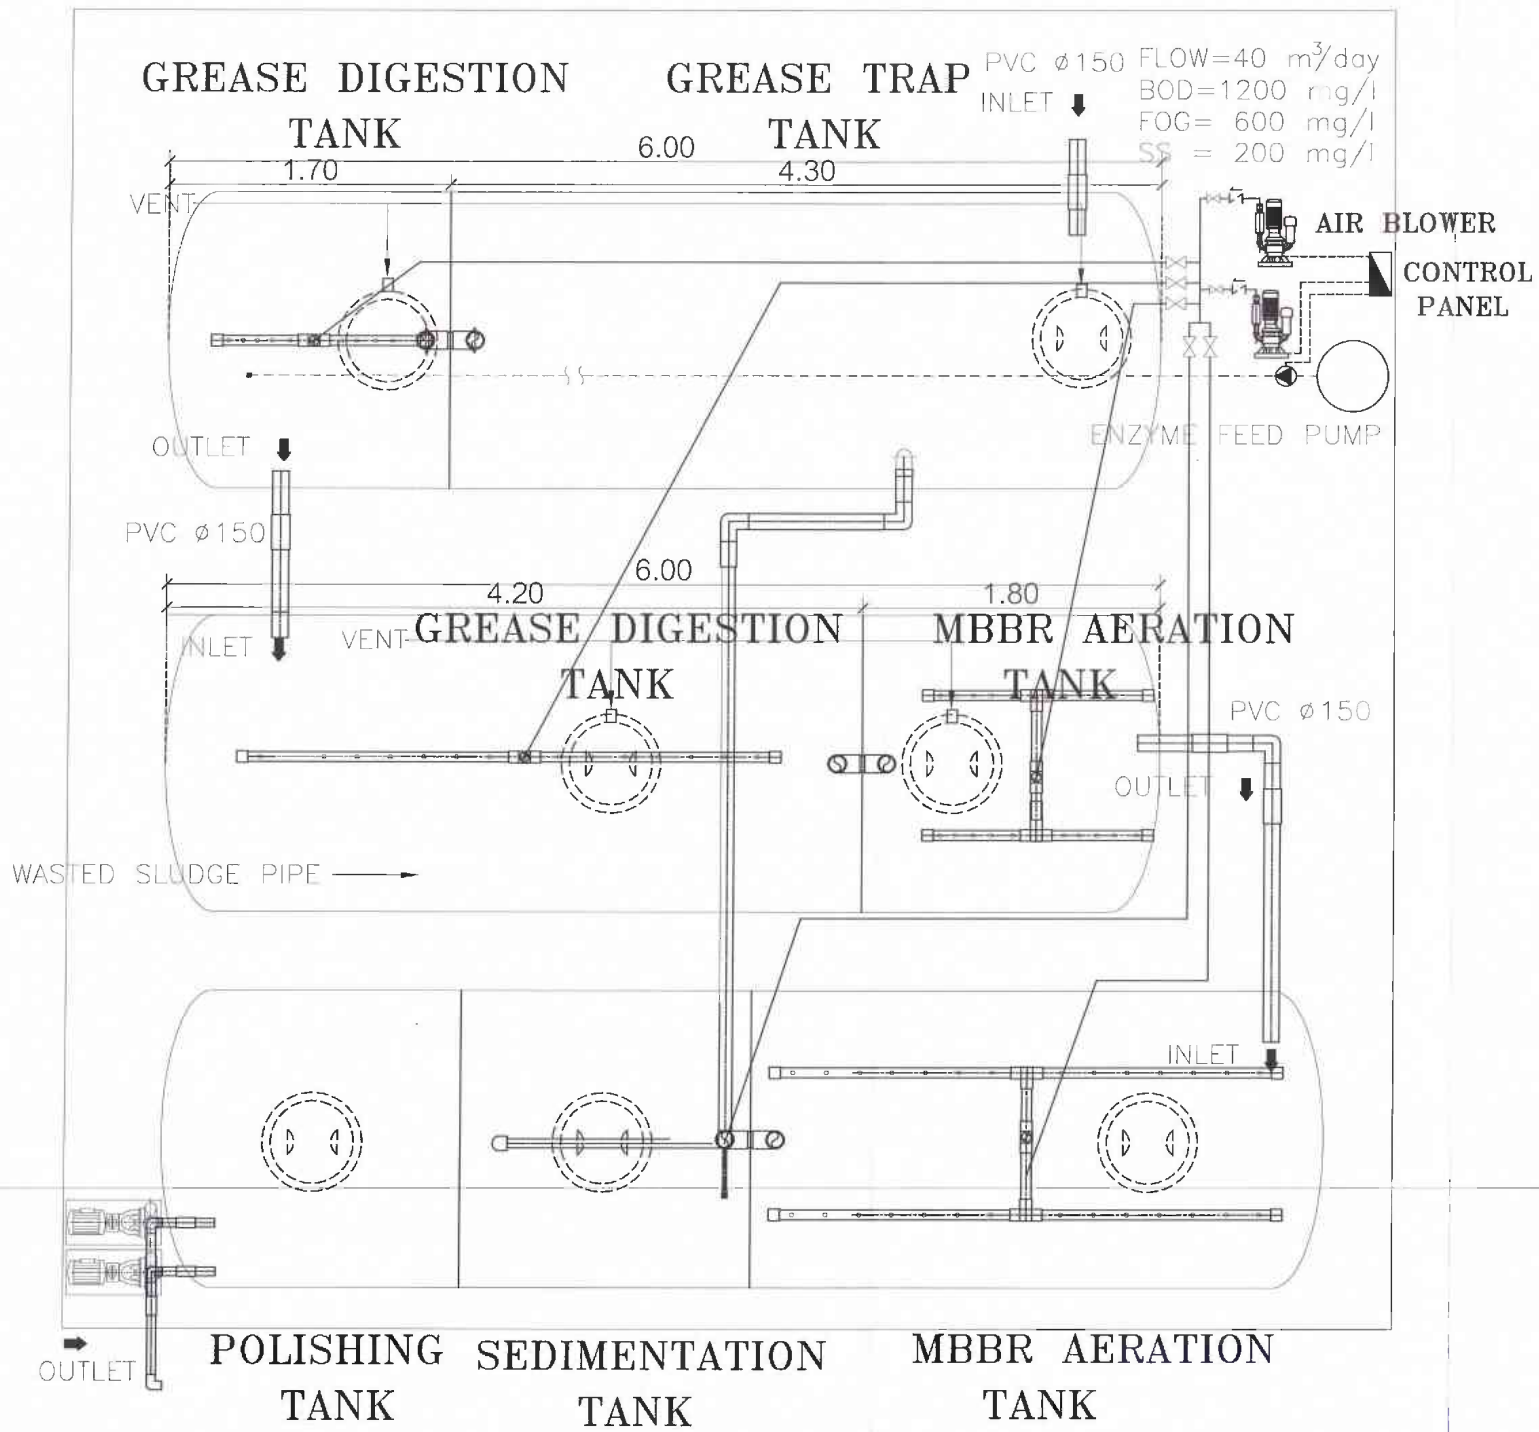 GREASE DIGESTION
TANK
GREASE TRAP
TANK
PVC ø150
INLET
FLOW=40 m³/day
BOD=1200 mg/l
FOG= 600 mg/l
SS = 200 mg/l
6.00
1.70
4.30
VENT
AIR BLOWER
CONTROL
PANEL
ENZYME FEED PUMP
OUTLET
PVC ø150
6.00
4.20
1.80
INLET
VENT
GREASE DIGESTION
TANK
MBBR AERATION
TANK
PVC ø150
OUTLET
WASTED SLUDGE PIPE
INLET
OUTLET
POLISHING
TANK
SEDIMENTATION
TANK
MBBR AERATION
TANK